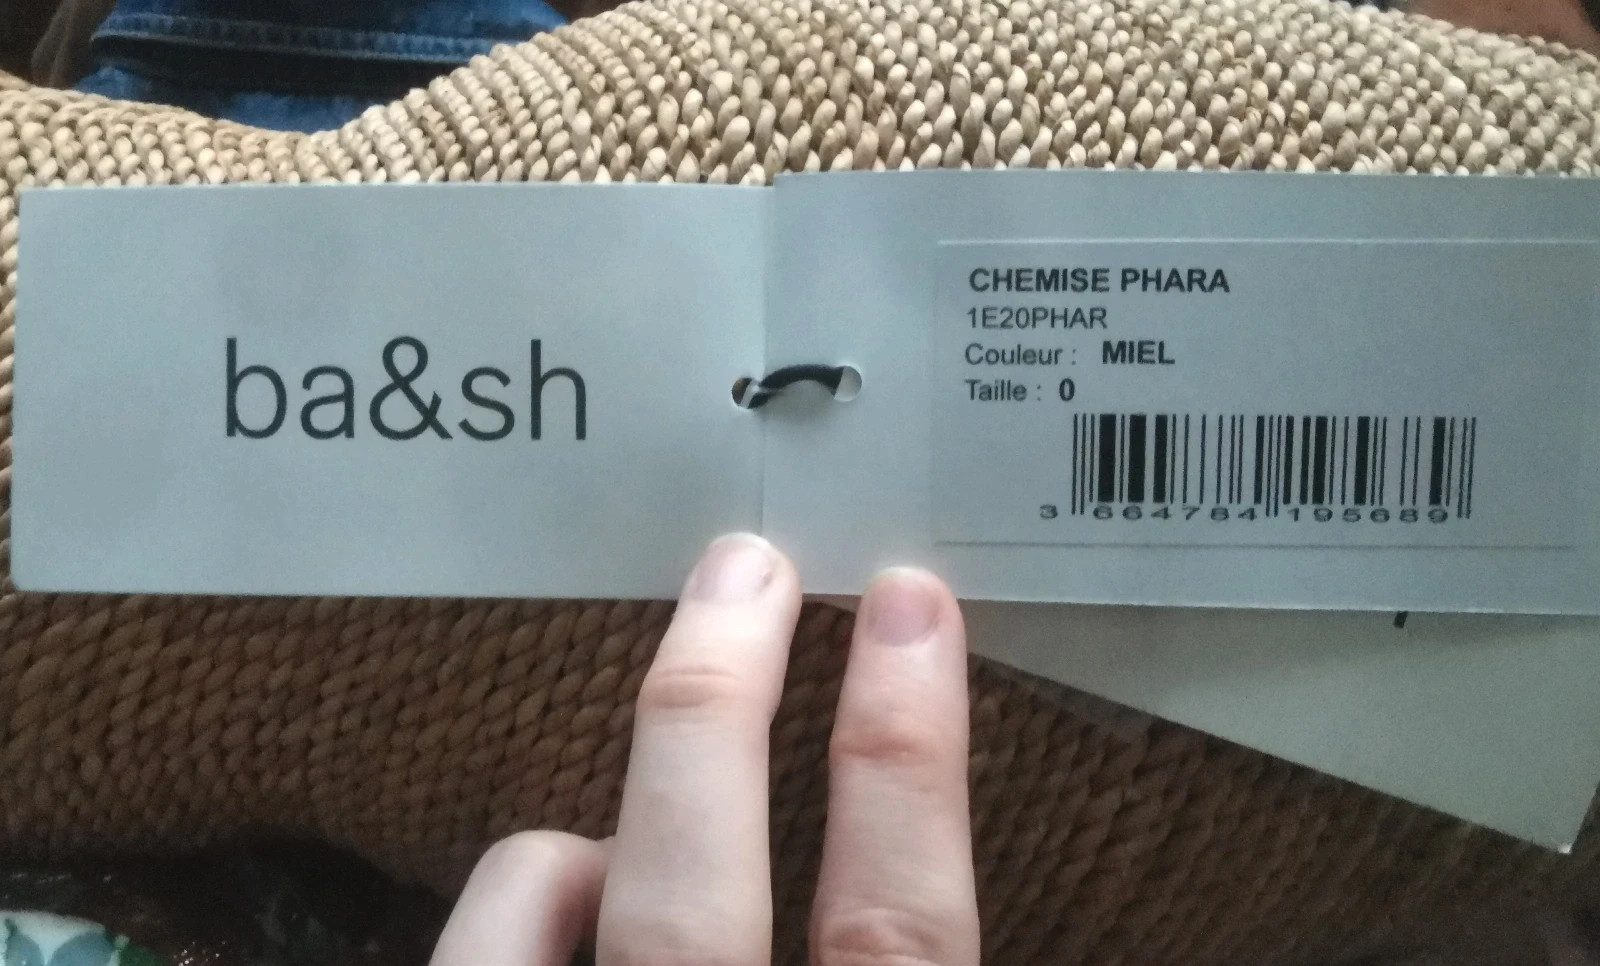 ba&sh
CHEMISE PHARA
1E20PHAR
Couleur : MIEL
Taille : 0
3 664784 195689